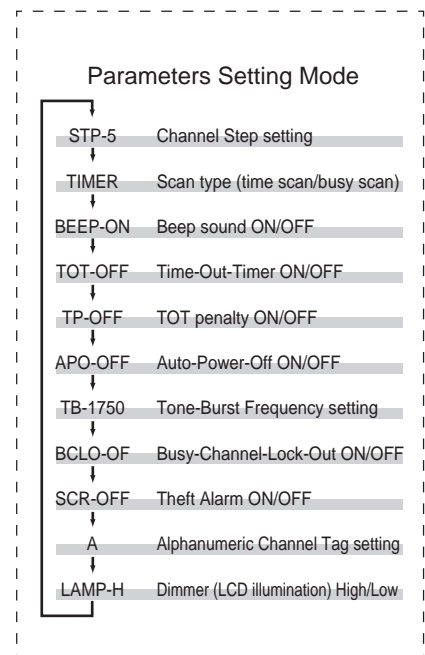 Parameters Setting Mode
STP-5 Channel Step setting
TIMER Scan type (time scan/busy scan)
BEEP-ON Beep sound ON/OFF
TOT-OFF Time-Out-Timer ON/OFF
TP-OFF TOT penalty ON/OFF
APO-OFF Auto-Power-Off ON/OFF
TB-1750 Tone-Burst Frequency setting
BCLO-OF Busy-Channel-Lock-Out ON/OFF
SCR-OFF Theft Alarm ON/OFF
A Alphanumeric Channel Tag setting
LAMP-H Dimmer (LCD illumination) High/Low